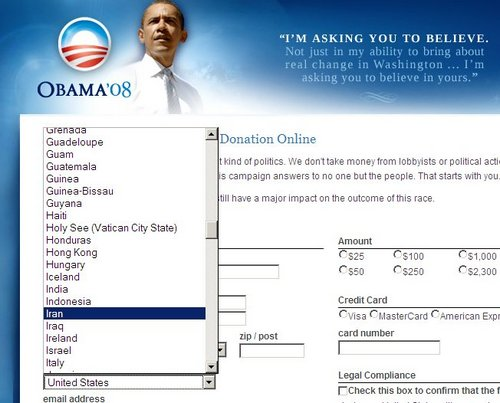 "I'M ASKING YOU TO BELIEVE.
Not just in my ability to bring about
real change in Washington ... I'm
asking you to believe in yours."
OBAMA'08
Donation Online
t kind of politics. We don't take money from lobbyists or political acti
is campaign answers to no one but the people. That starts with you.
still have a major impact on the outcome of this race.
Grenada
Guadeloupe
Guam
Guatemala
Guinea
Guinea-Bissau
Guyana
Haiti
Holy See (Vatican City State)
Honduras
Hong Kong
Hungary
Iceland
India
Indonesia
Iran
Iraq
Ireland
Israel
Italy
United States
email address
zip / post
Amount
$25 $100 $1,000
$50 $250 $2,300
Credit Card
Visa MasterCard American Expr
card number
Legal Compliance
Check this box to confirm that the f